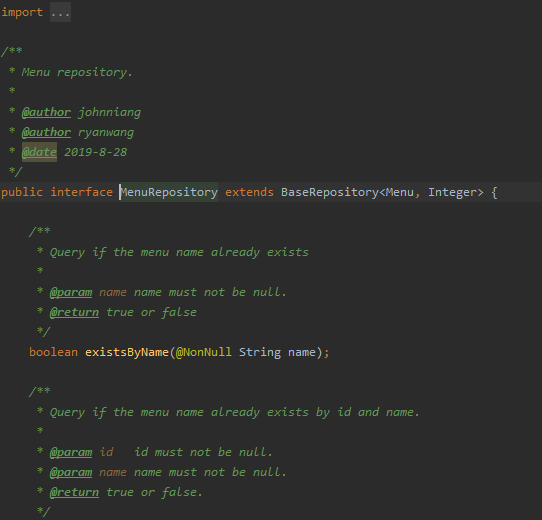 import ...
/**
 * Menu repository.
 *
 * @author johnniang
 * @author ryanwang
 * @date 2019-8-28
 */
public interface MenuRepository extends BaseRepository<Menu, Integer> {
    /**
     * Query if the menu name already exists
     *
     * @param name name must not be null.
     * @return true or false
     */
    boolean existsByName(@NonNull String name);
    /**
     * Query if the menu name already exists by id and name.
     *
     * @param id   id must not be null.
     * @param name name must not be null.
     * @return true or false.
     */